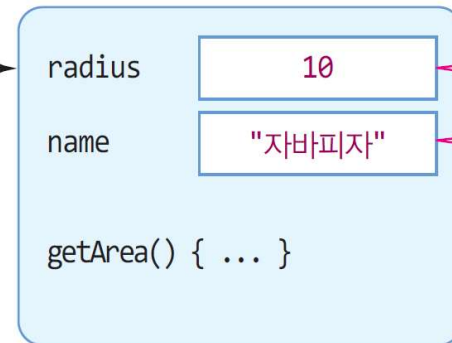 radius 10
name "자바피자"
getArea() { ... }